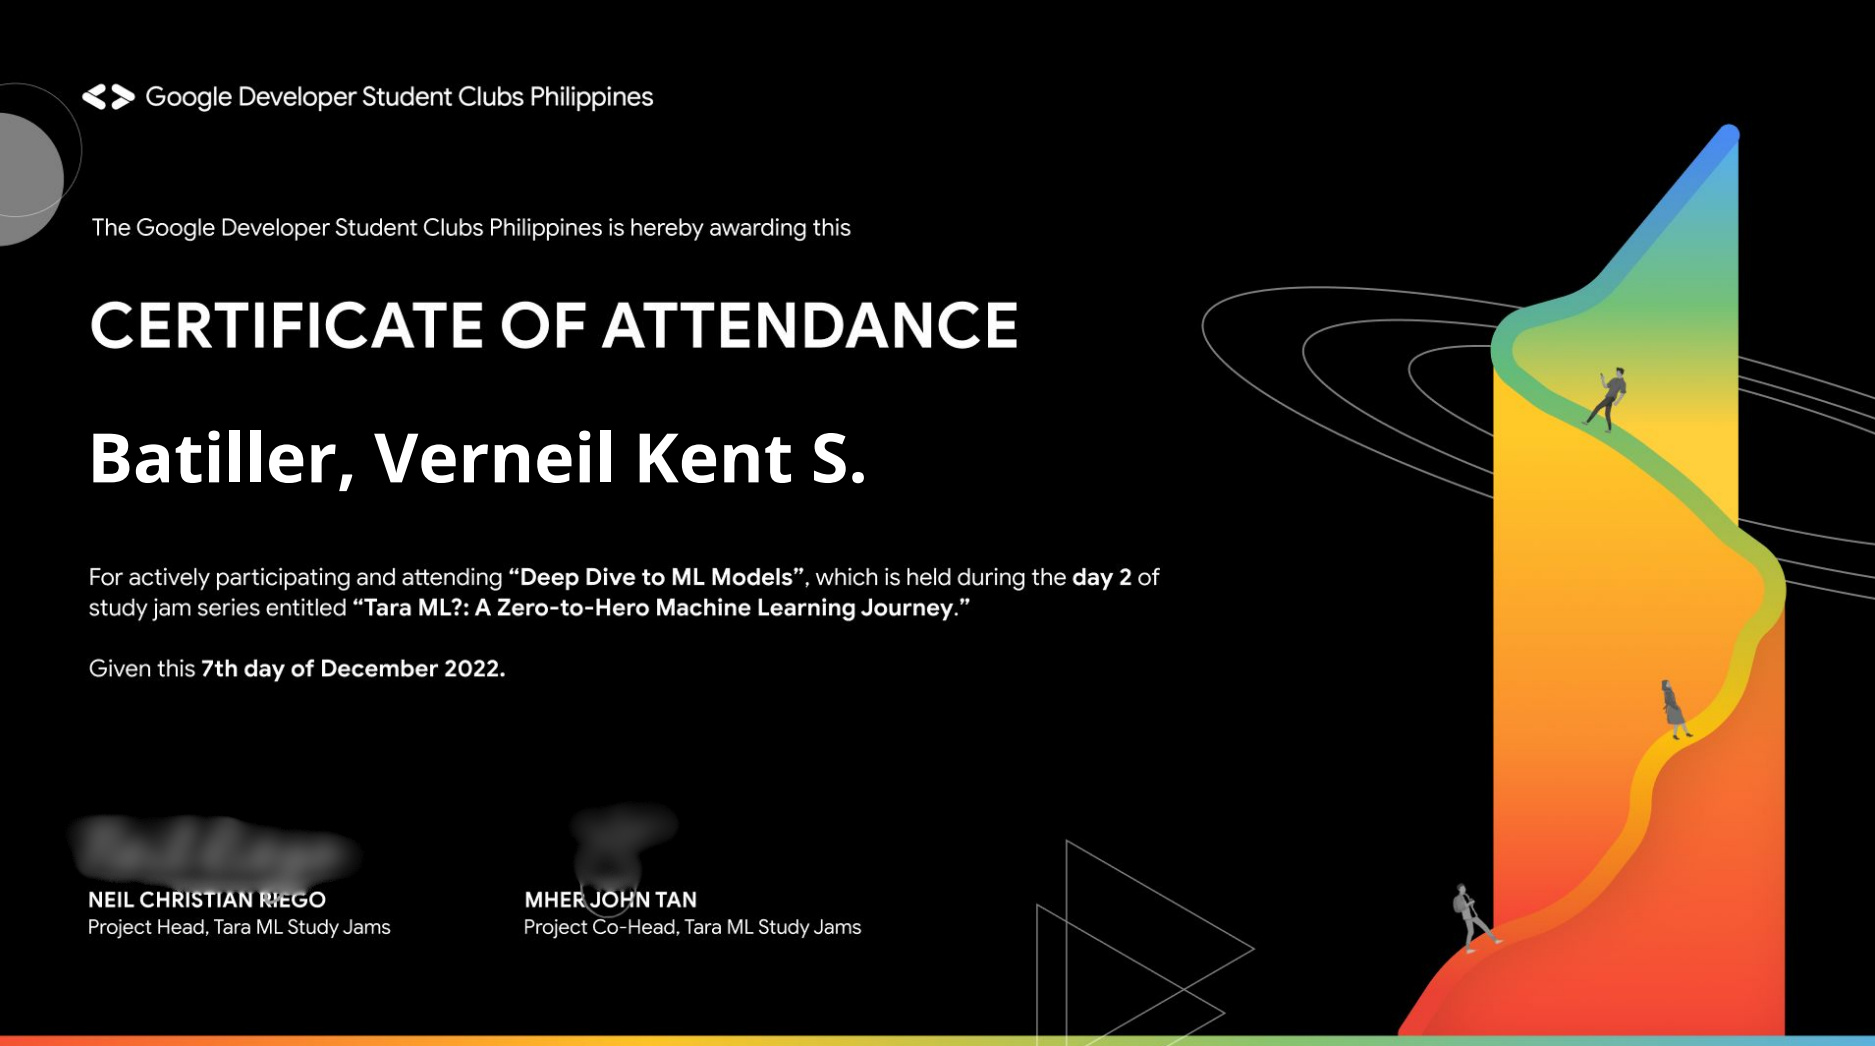 Google Developer Student Clubs Philippines
The Google Developer Student Clubs Philippines is hereby awarding this
CERTIFICATE OF ATTENDANCE
Batiller, Verneil Kent S.
For actively participating and attending “Deep Dive to ML Models”, which is held during the day 2 of
study jam series entitled “Tara ML?: A Zero-to-Hero Machine Learning Journey.”
Given this 7th day of December 2022.
NEIL CHRISTIAN RIEGO
Project Head, Tara ML Study Jams
MHER JOHN TAN
Project Co-Head, Tara ML Study Jams